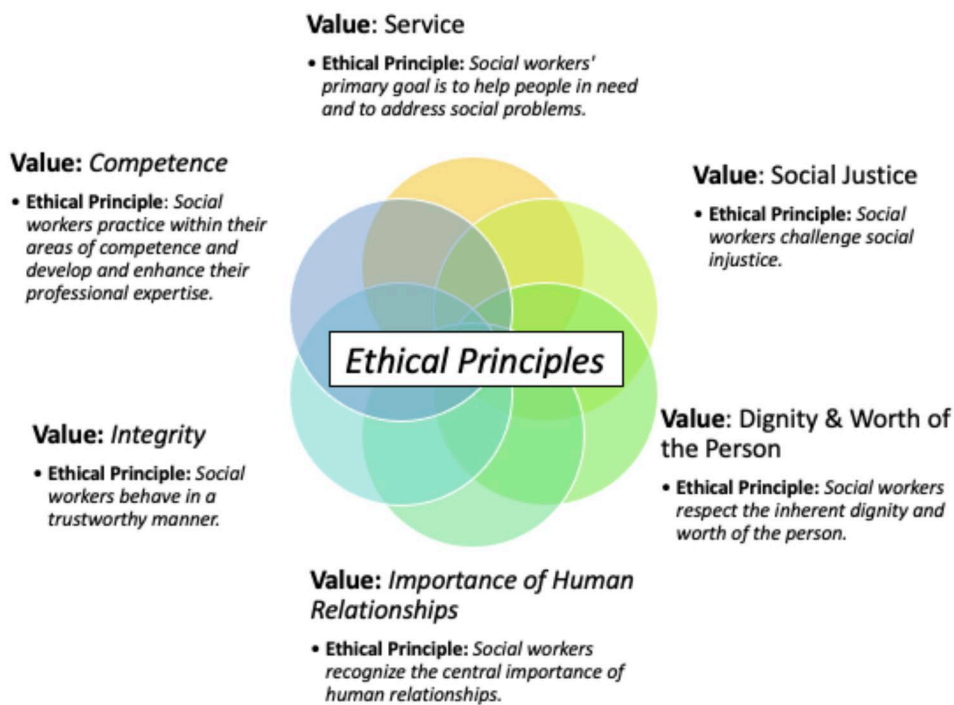 Value: Service
• Ethical Principle: Social workers'
primary goal is to help people in need
and to address social problems.
Value: Competence
• Ethical Principle: Social
workers practice within their
areas of competence and
develop and enhance their
professional expertise.
Value: Social Justice
• Ethical Principle: Social
workers challenge social
injustice.
Ethical Principles
Value: Integrity
• Ethical Principle: Social
workers behave in a
trustworthy manner.
Value: Dignity & Worth of
the Person
• Ethical Principle: Social workers
respect the inherent dignity and
worth of the person.
Value: Importance of Human
Relationships
• Ethical Principle: Social workers
recognize the central importance of
human relationships.